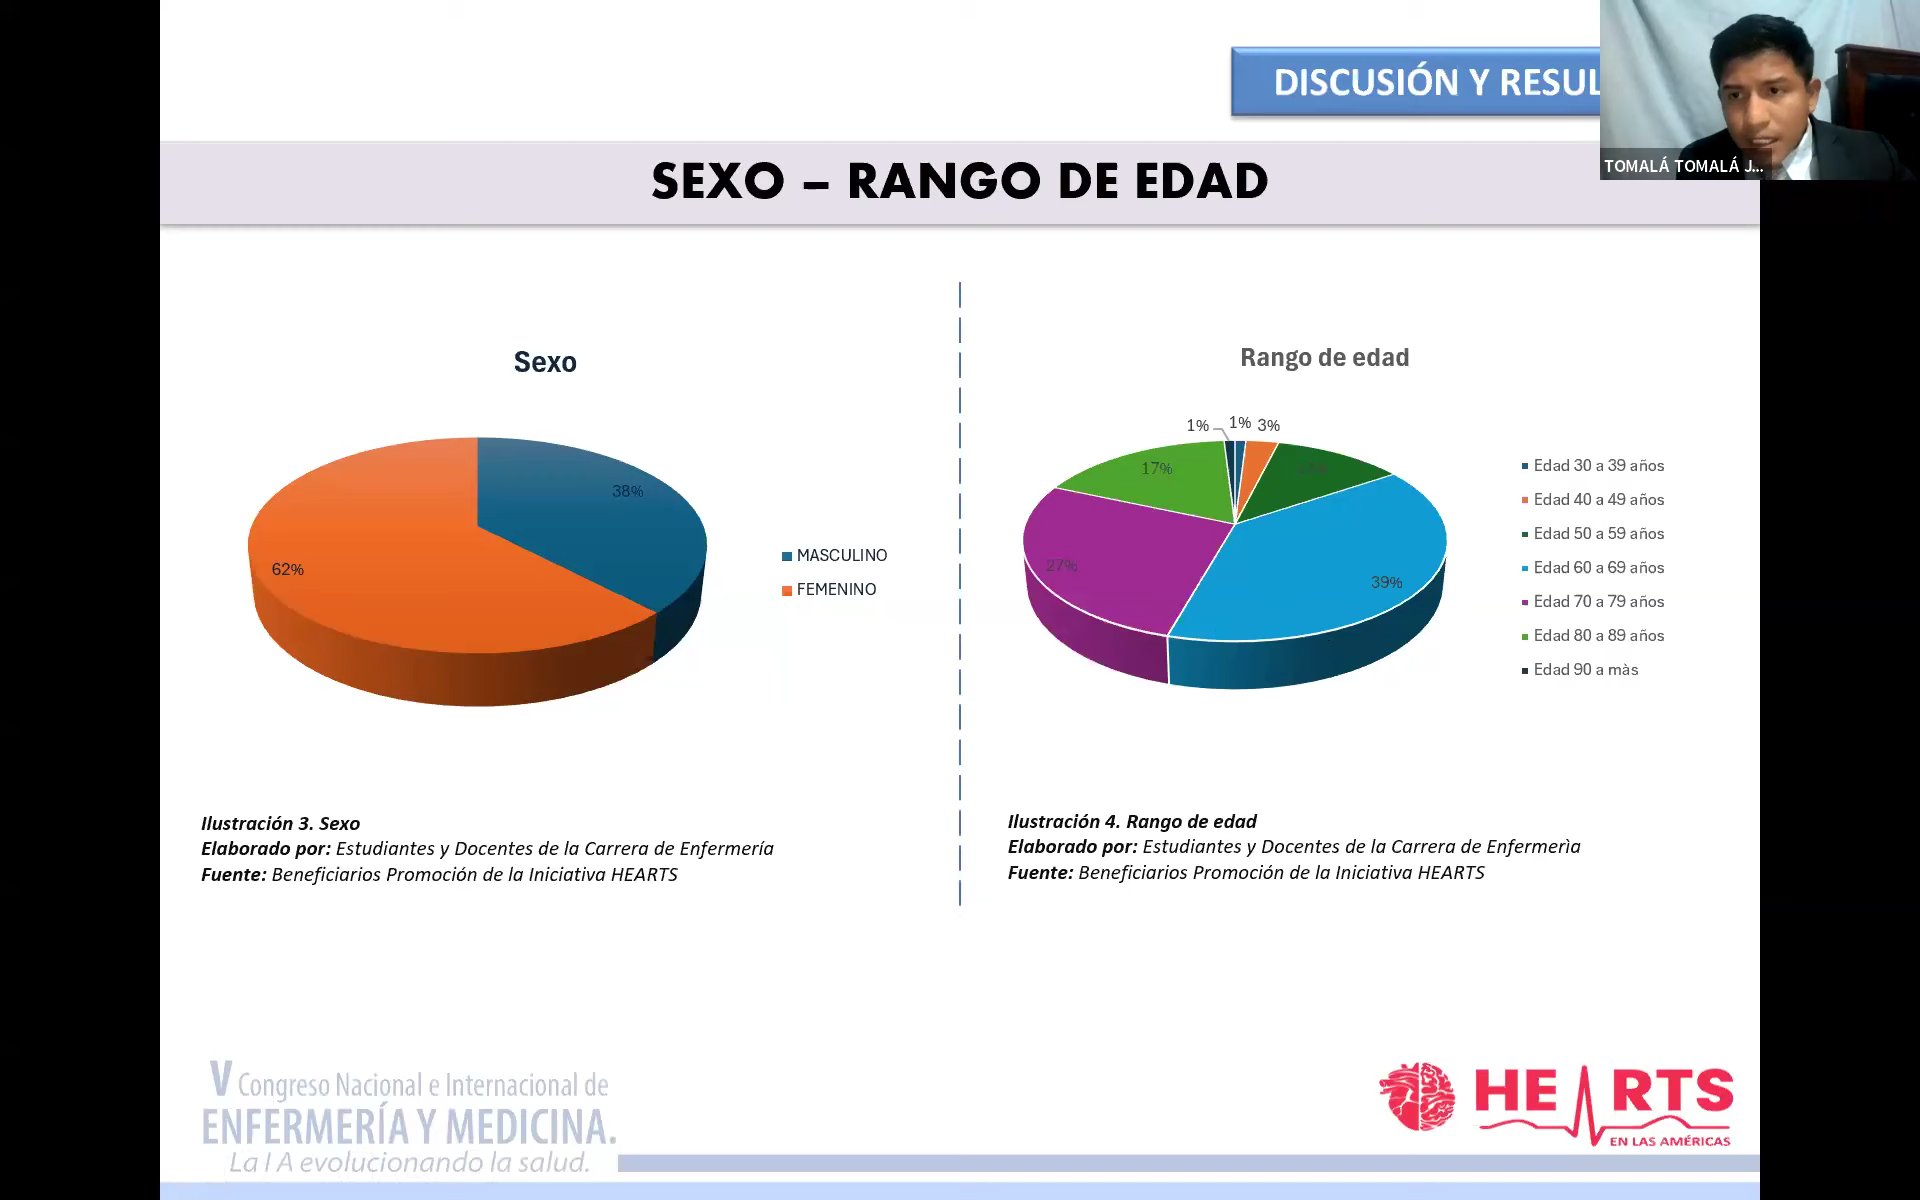 DISCUSIÓN Y RESUL
TOMALÁ TOMALÁ J...
SEXO – RANGO DE EDAD
Sexo
38%
62%
MASCULINO
FEMENINO
Rango de edad
1% 1% 3%
17%
27%
39%
Edad 30 a 39 años
Edad 40 a 49 años
Edad 50 a 59 años
Edad 60 a 69 años
Edad 70 a 79 años
Edad 80 a 89 años
Edad 90 a màs
Ilustración 3. Sexo
Elaborado por: Estudiantes y Docentes de la Carrera de Enfermería
Fuente: Beneficiarios Promoción de la Iniciativa HEARTS
Ilustración 4. Rango de edad
Elaborado por: Estudiantes y Docentes de la Carrera de Enfermerìa
Fuente: Beneficiarios Promoción de la Iniciativa HEARTS
V Congreso Nacional e Internacional de
ENFERMERÍA Y MEDICINA.
La I A evolucionando la salud.
HEARTS
EN LAS AMÉRICAS